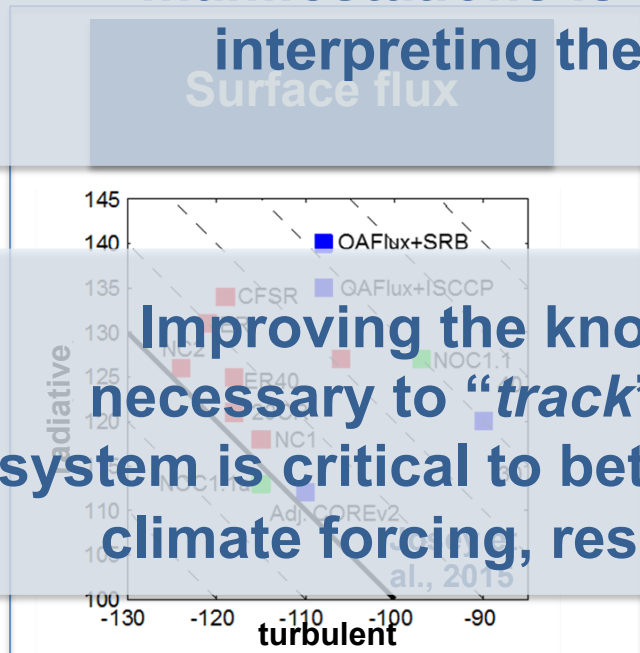 interpreting the
Surface flux
145
140
OAFlux+SRB
135
CFSR
OAFlux+ISCCP
130
Improving the kno
NC2
NOC1.1
125
ER40
radiative
necessary to “track”
120
NC1
system is critical to bet
NOC1.1a
110
Adj. COREv2
climate forcing, res
105
al., 2015
100
-130 -120 -110 -100 -90
turbulent